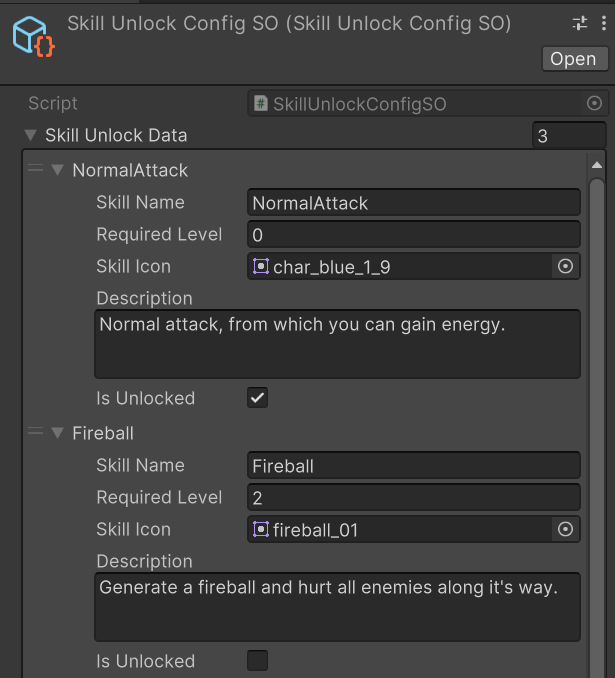 Skill Unlock Config SO (Skill Unlock Config SO)
Open
Script
SkillUnlockConfigSO
Skill Unlock Data
3
NormalAttack
Skill Name
NormalAttack
Required Level
0
Skill Icon
char_blue_1_9
Description
Normal attack, from which you can gain energy.
Is Unlocked
Fireball
Skill Name
Fireball
Required Level
2
Skill Icon
fireball_01
Description
Generate a fireball and hurt all enemies along it's way.
Is Unlocked